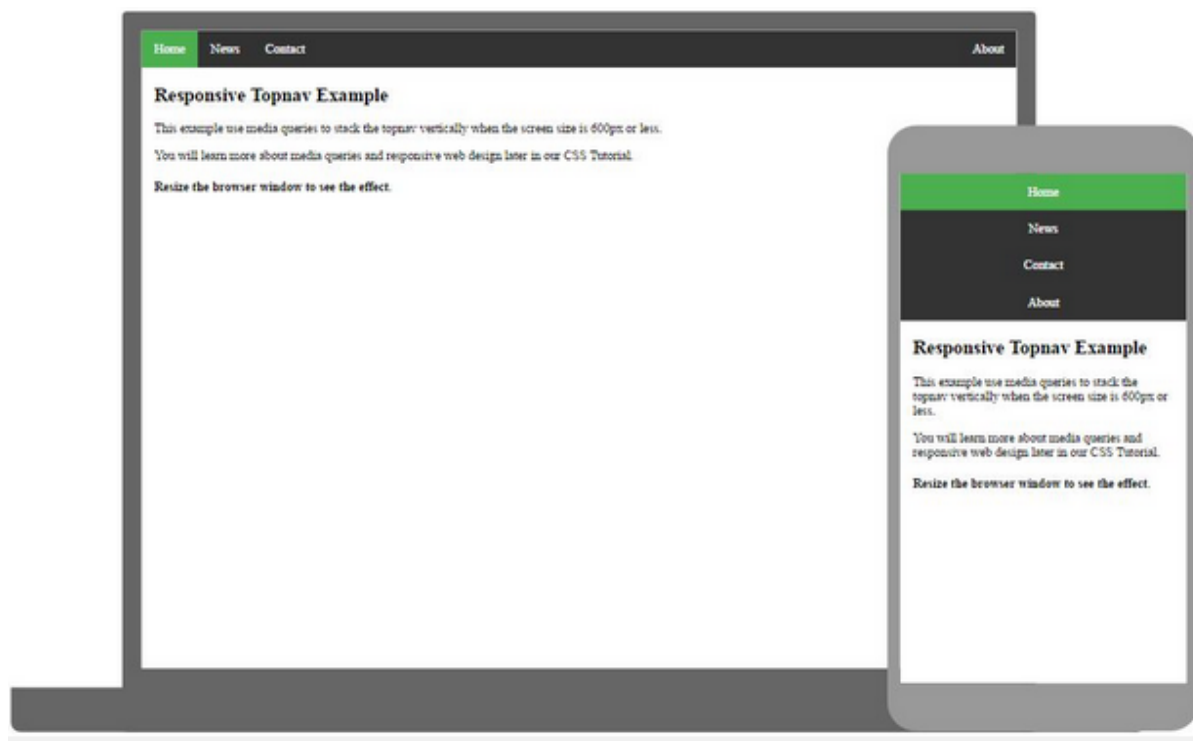 Home News Contact About
Responsive Topnav Example
This example use media queries to stack the topnav vertically when the screen size is 600px or less.
You will learn more about media queries and responsive web design later in our CSS Tutorial.
Resize the browser window to see the effect.
Home
News
Contact
About
Responsive Topnav Example
This example use media queries to stack the
topnav vertically when the screen size is 600px or
less.
You will learn more about media queries and
responsive web design later in our CSS Tutorial.
Resize the browser window to see the effect.